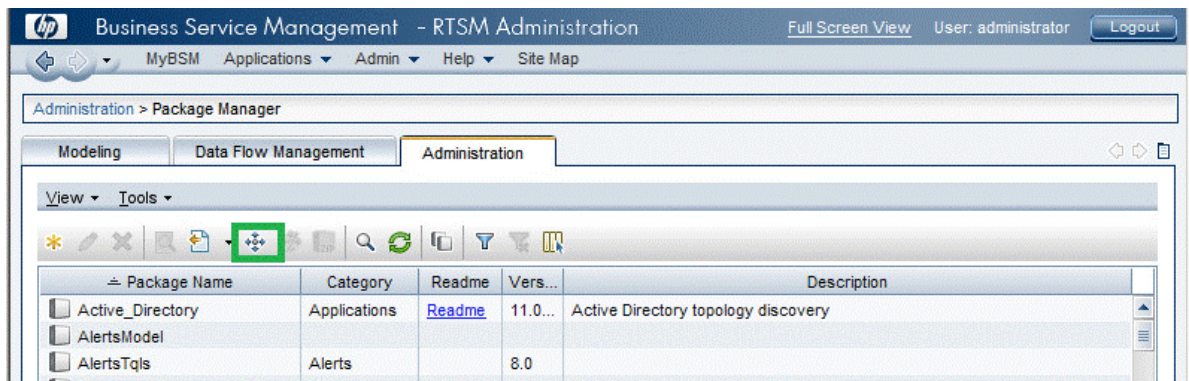 hp Business Service Management - RTSM Administration Full Screen View User: administrator Logout
MyBSM Applications Admin Help Site Map
Administration > Package Manager
Modeling Data Flow Management Administration
View Tools
Package Name Category Readme Vers... Description
Active_Directory Applications Readme 11.0... Active Directory topology discovery
AlertsModel
AlertsTqls Alerts 8.0